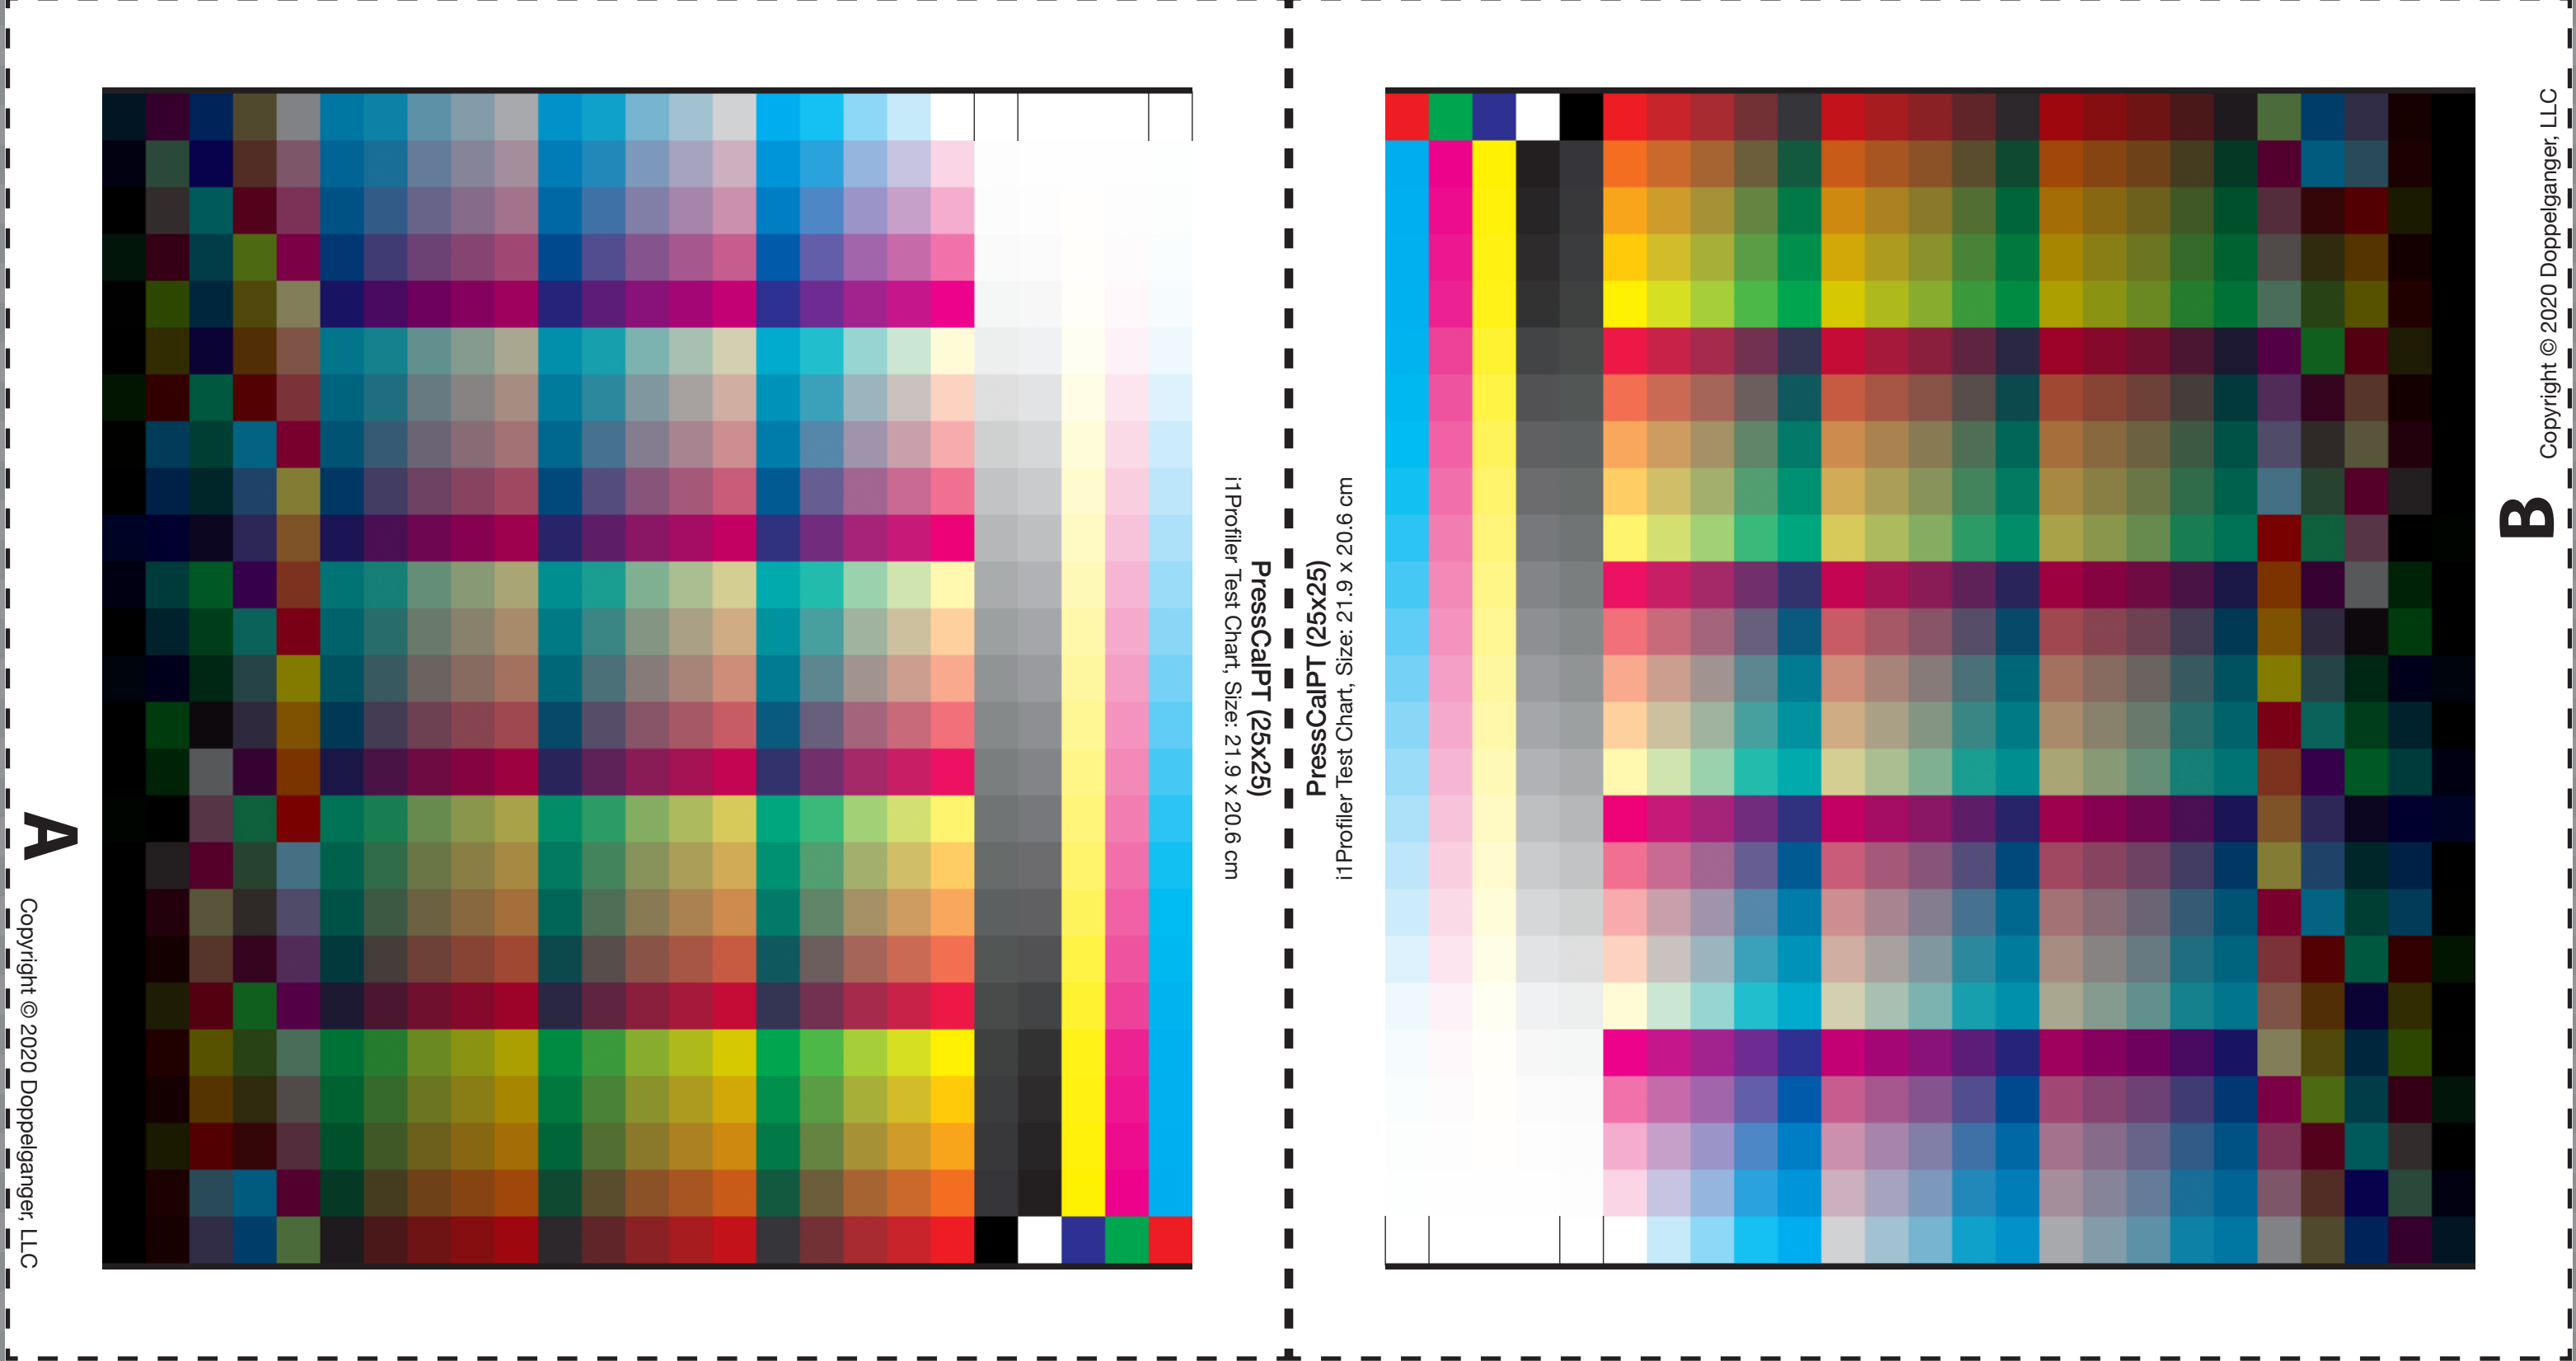 A
Copyright © 2020 Doppelganger, LLC
PressCalPT (25x25)
i1Profiler Test Chart, Size: 21.9 x 20.6 cm
PressCalPT (25x25)
i1Profiler Test Chart, Size: 21.9 x 20.6 cm
B
Copyright © 2020 Doppelganger, LLC